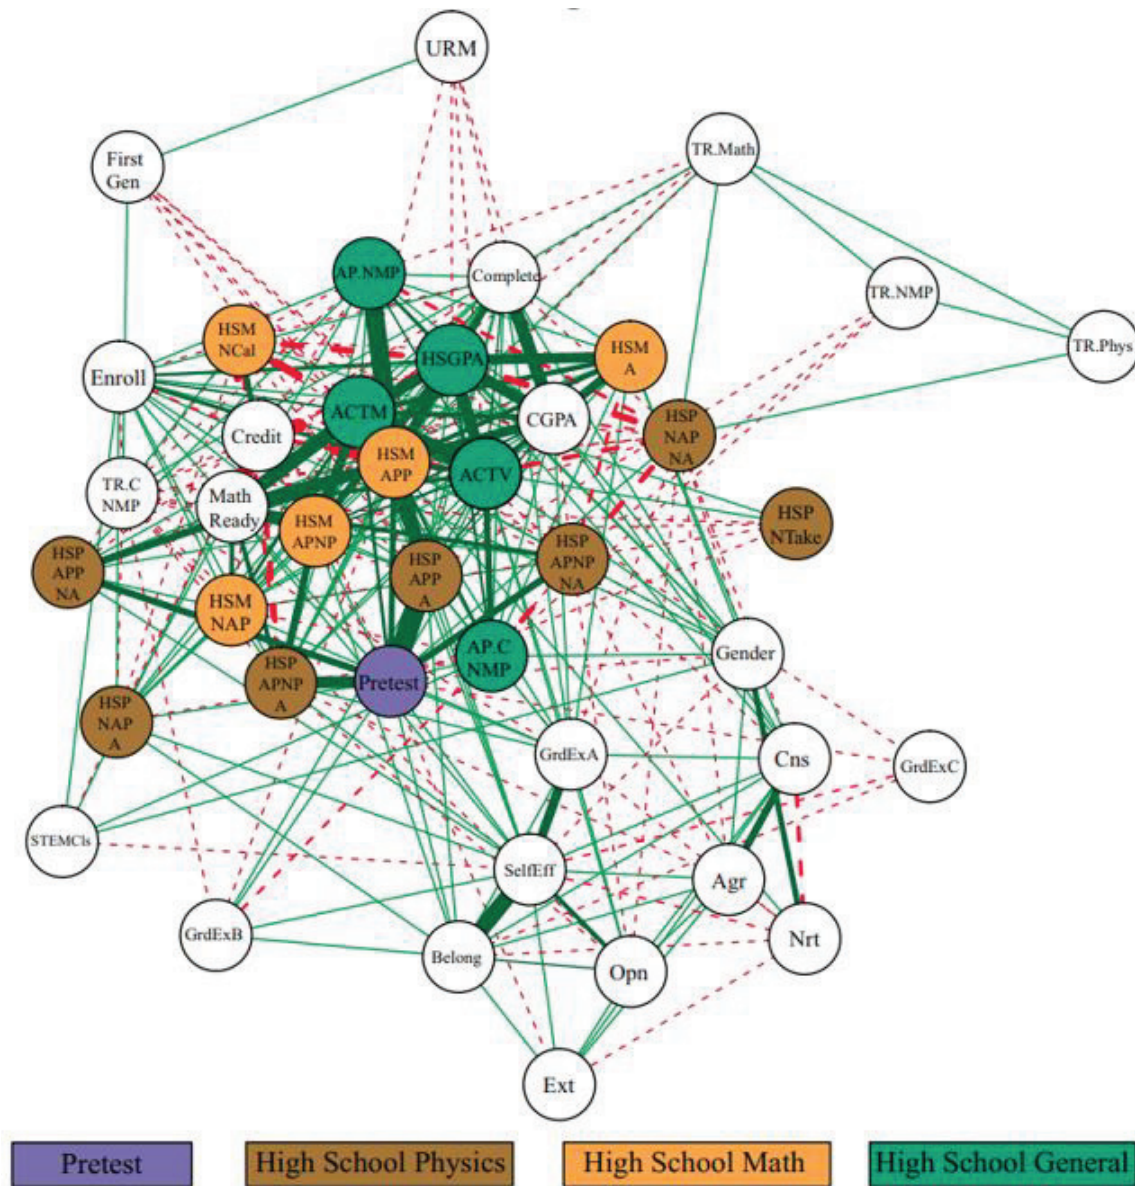 URM
First
Gen
TR.Math
AP.NMP
Complete
TR.NMP
HSM
NCal
HSGPA
HSM
A
TR.Phys
Enroll
ACTM
CGPA
Credit
HSP
NAP
NA
HSM
APP
ACTV
TR.C
NMP
Math
Ready
HSM
APNP
HSP
NTake
HSP
APP
NA
HSP
APP
A
HSP
APNP
NA
HSM
NAP
AP.C
NMP
Gender
HSP
APNP
A
Pretest
HSP
NAP
A
GrdExA
Cns
GrdExC
STEMCls
SelfEff
Agr
GrdExB
Belong
Opn
Nrt
Ext
Pretest
High School Physics
High School Math
High School General